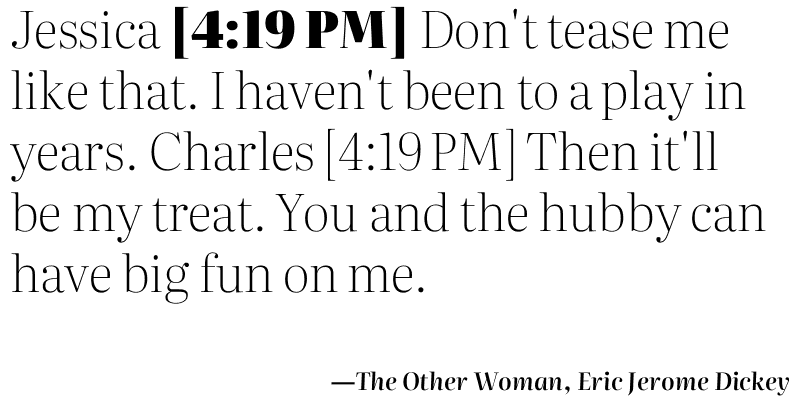 Jessica [4:19 PM] Don't tease me
like that. I haven't been to a play in
years. Charles [4:19 PM] Then it'll
be my treat. You and the hubby can
have big fun on me.
—The Other Woman, Eric Jerome Dickey